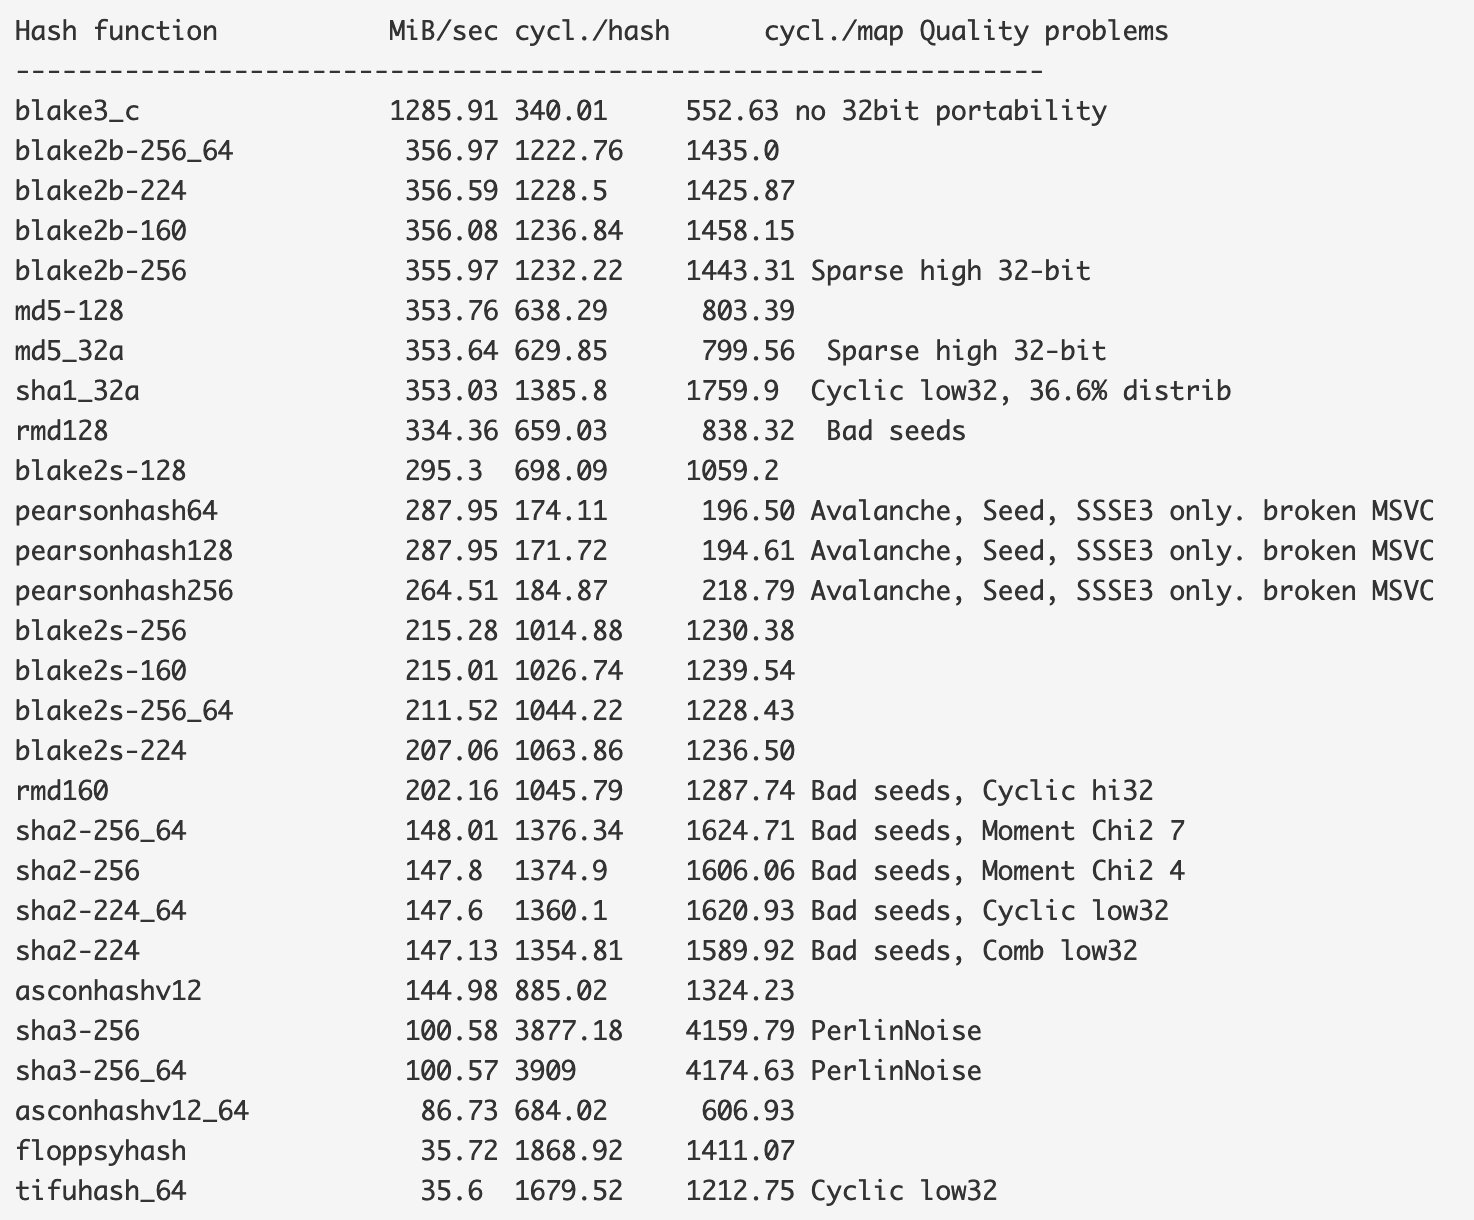 Hash function           MiB/sec cycl./hash      cycl./map Quality problems
------------------------------------------------------------------
blake3_c                1285.91 340.01     552.63 no 32bit portability
blake2b-256_64           356.97 1222.76    1435.0
blake2b-224              356.59 1228.5     1425.87
blake2b-160              356.08 1236.84    1458.15
blake2b-256              355.97 1232.22    1443.31 Sparse high 32-bit
md5-128                  353.76 638.29      803.39
md5_32a                  353.64 629.85      799.56  Sparse high 32-bit
sha1_32a                 353.03 1385.8     1759.9  Cyclic low32, 36.6% distrib
rmd128                   334.36 659.03      838.32  Bad seeds
blake2s-128              295.3  698.09     1059.2
pearsonhash64            287.95 174.11      196.50 Avalanche, Seed, SSSE3 only. broken MSVC
pearsonhash128           287.95 171.72      194.61 Avalanche, Seed, SSSE3 only. broken MSVC
pearsonhash256           264.51 184.87      218.79 Avalanche, Seed, SSSE3 only. broken MSVC
blake2s-256              215.28 1014.88    1230.38
blake2s-160              215.01 1026.74    1239.54
blake2s-256_64           211.52 1044.22    1228.43
blake2s-224              207.06 1063.86    1236.50
rmd160                   202.16 1045.79    1287.74 Bad seeds, Cyclic hi32
sha2-256_64              148.01 1376.34    1624.71 Bad seeds, Moment Chi2 7
sha2-256                 147.8  1374.9     1606.06 Bad seeds, Moment Chi2 4
sha2-224_64              147.6  1360.1     1620.93 Bad seeds, Cyclic low32
sha2-224                 147.13 1354.81    1589.92 Bad seeds, Comb low32
asconhashv12             144.98 885.02     1324.23
sha3-256                 100.58 3877.18    4159.79 PerlinNoise
sha3-256_64              100.57 3909       4174.63 PerlinNoise
asconhashv12_64           86.73 684.02      606.93
floppsyhash               35.72 1868.92    1411.07
tifuhash_64               35.6  1679.52    1212.75 Cyclic low32